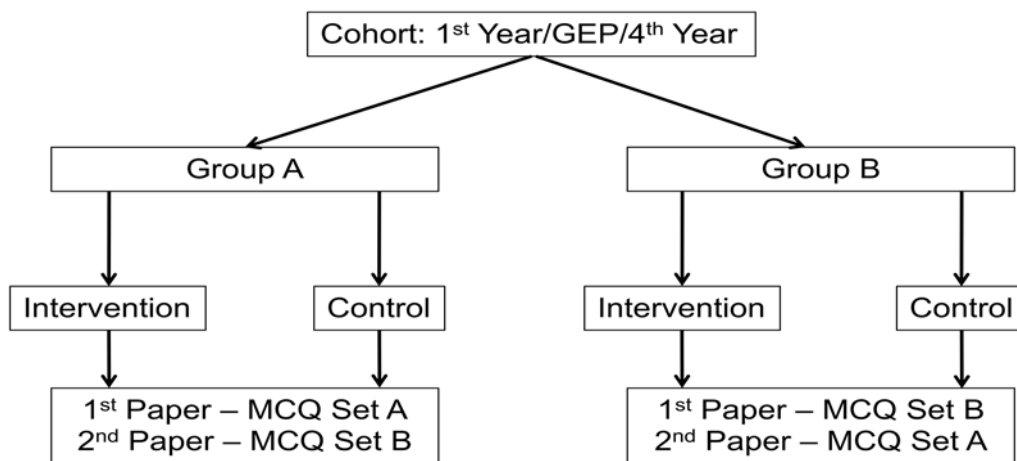 Cohort: 1st Year/GEP/4th Year
Group A
Group B
Intervention
Control
Intervention
Control
1st Paper – MCQ Set A
2nd Paper – MCQ Set B
1st Paper – MCQ Set B
2nd Paper – MCQ Set A